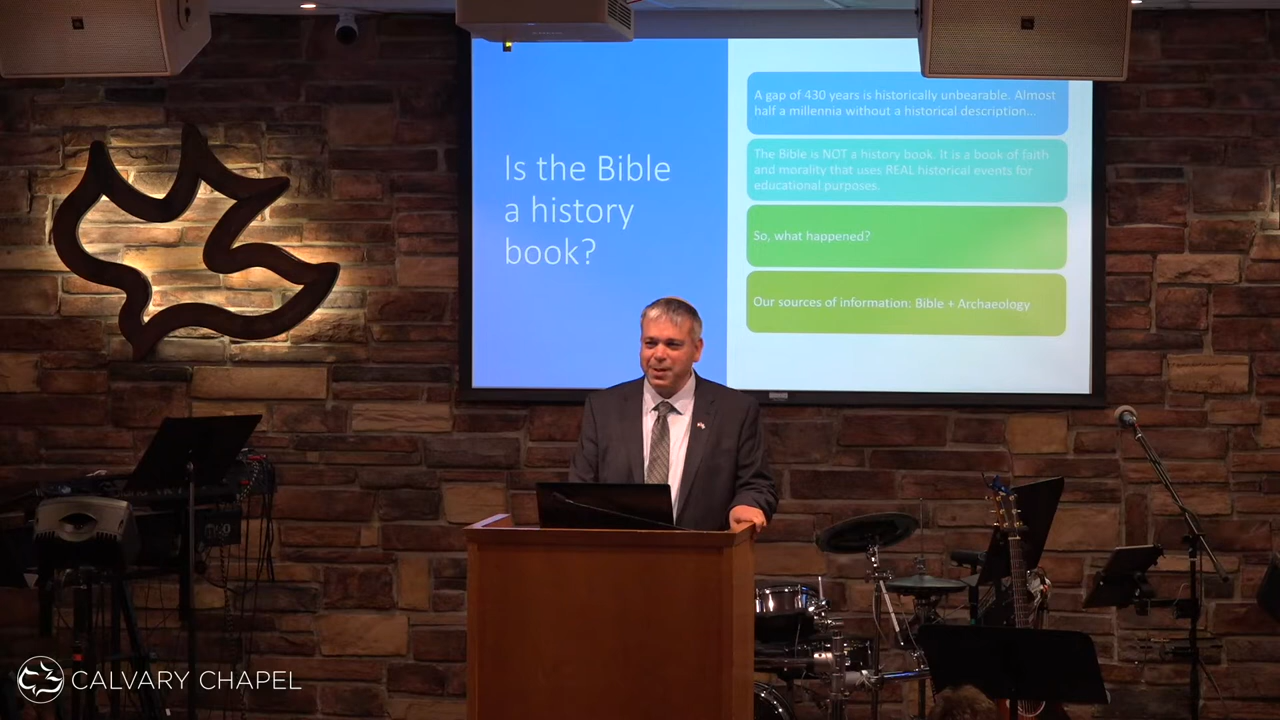 Is the Bible
a history
book?
A gap of 430 years is historically unbearable. Almost
half a millennia without a historical description...
The Bible is NOT a history book. It is a book of faith
and morality that uses REAL historical events for
educational purposes.
So, what happened?
Our sources of information: Bible + Archaeology
CALVARY CHAPEL